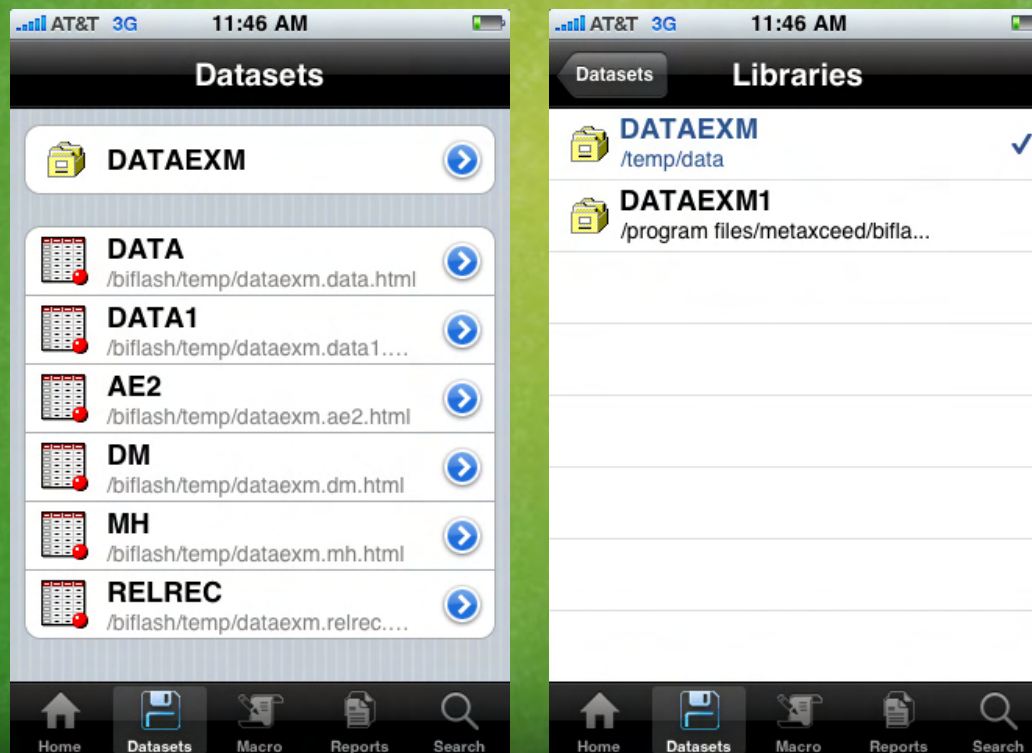 AT&T 3G 11:46 AM
Datasets
DATAEXM
DATA
/biflash/temp/dataexm.data.html
DATA1
/biflash/temp/dataexm.data1....
AE2
/biflash/temp/dataexm.ae2.html
DM
/biflash/temp/dataexm.dm.html
MH
/biflash/temp/dataexm.mh.html
RELREC
/biflash/temp/dataexm.relrec....
Home Datasets Macro Reports Search
AT&T 3G 11:46 AM
Datasets Libraries
DATAEXM
/temp/data
DATAEXM1
/program files/metaxceed/bifla...
Home Datasets Macro Reports Search